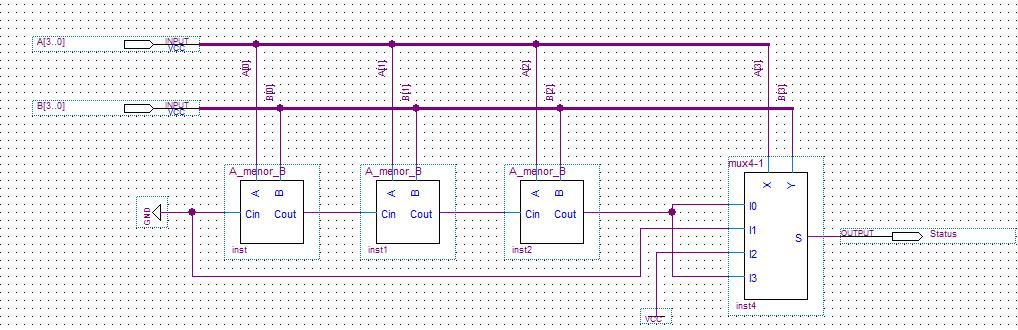 A[3..0] INPUT VCC
A[0] A[1] A[2] A[3]
B[0] B[1] B[2] B[3]
B[3..0] INPUT VCC
A_menor_B A_menor_B A_menor_B mux4-1
A B A B A B X Y
GND Cin Cout Cin Cout Cin Cout I0
I1
S OUTPUT Status
I2
inst inst1 inst2
I3
inst4
VCC